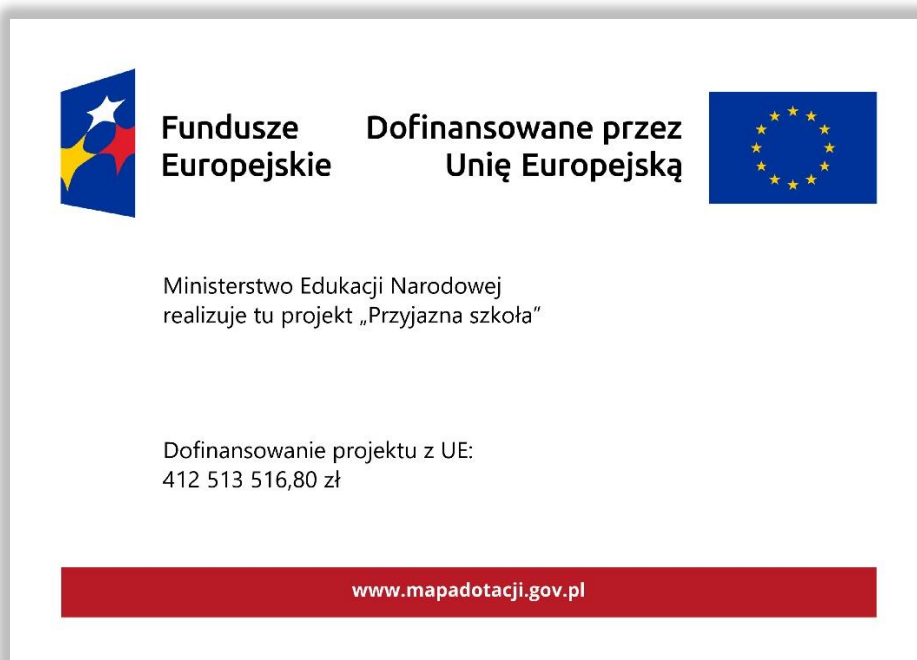 Fundusze
Europejskie
Dofinansowane przez
Unię Europejską
Ministerstwo Edukacji Narodowej
realizuje tu projekt „Przyjazna szkoła”
Dofinansowanie projektu z UE:
412 513 516,80 zł
www.mapadotacji.gov.pl